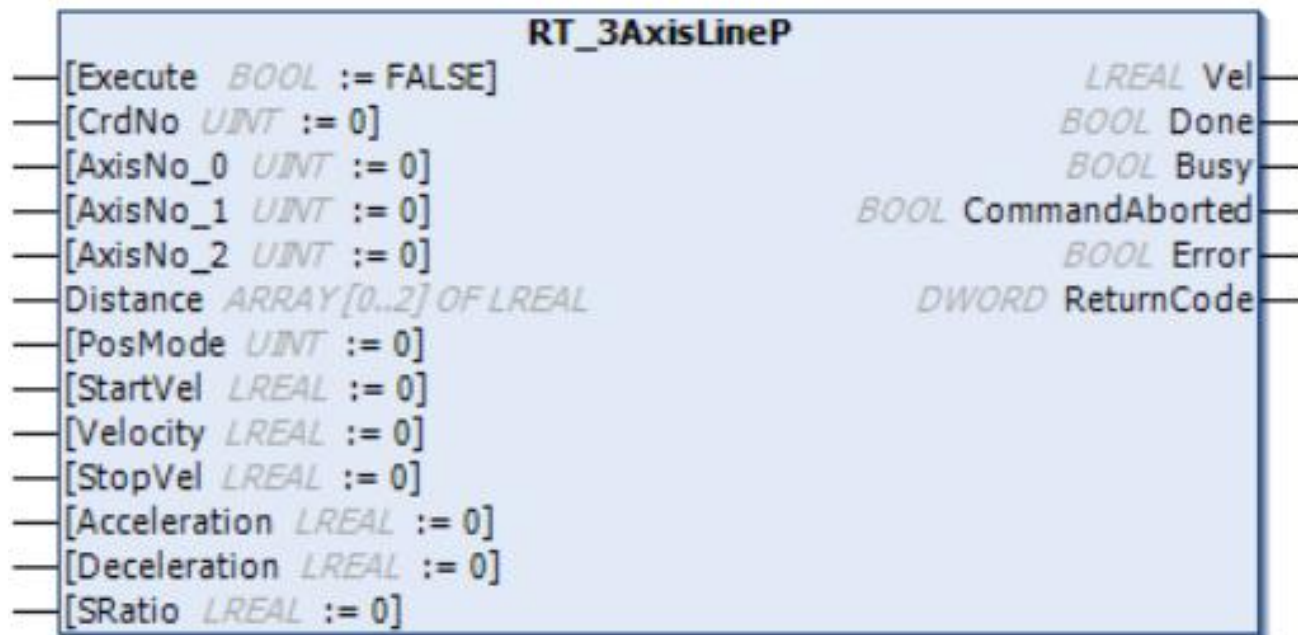 RT_3AxisLineP
[Execute BOOL := FALSE] LREAL Vel
[CrdNo UINT := 0] BOOL Done
[AxisNo_0 UINT := 0] BOOL Busy
[AxisNo_1 UINT := 0] BOOL CommandAborted
[AxisNo_2 UINT := 0] BOOL Error
Distance ARRAY [0..2] OF LREAL DWORD ReturnCode
[PosMode UINT := 0]
[StartVel LREAL := 0]
[Velocity LREAL := 0]
[StopVel LREAL := 0]
[Acceleration LREAL := 0]
[Deceleration LREAL := 0]
[SRatio LREAL := 0]